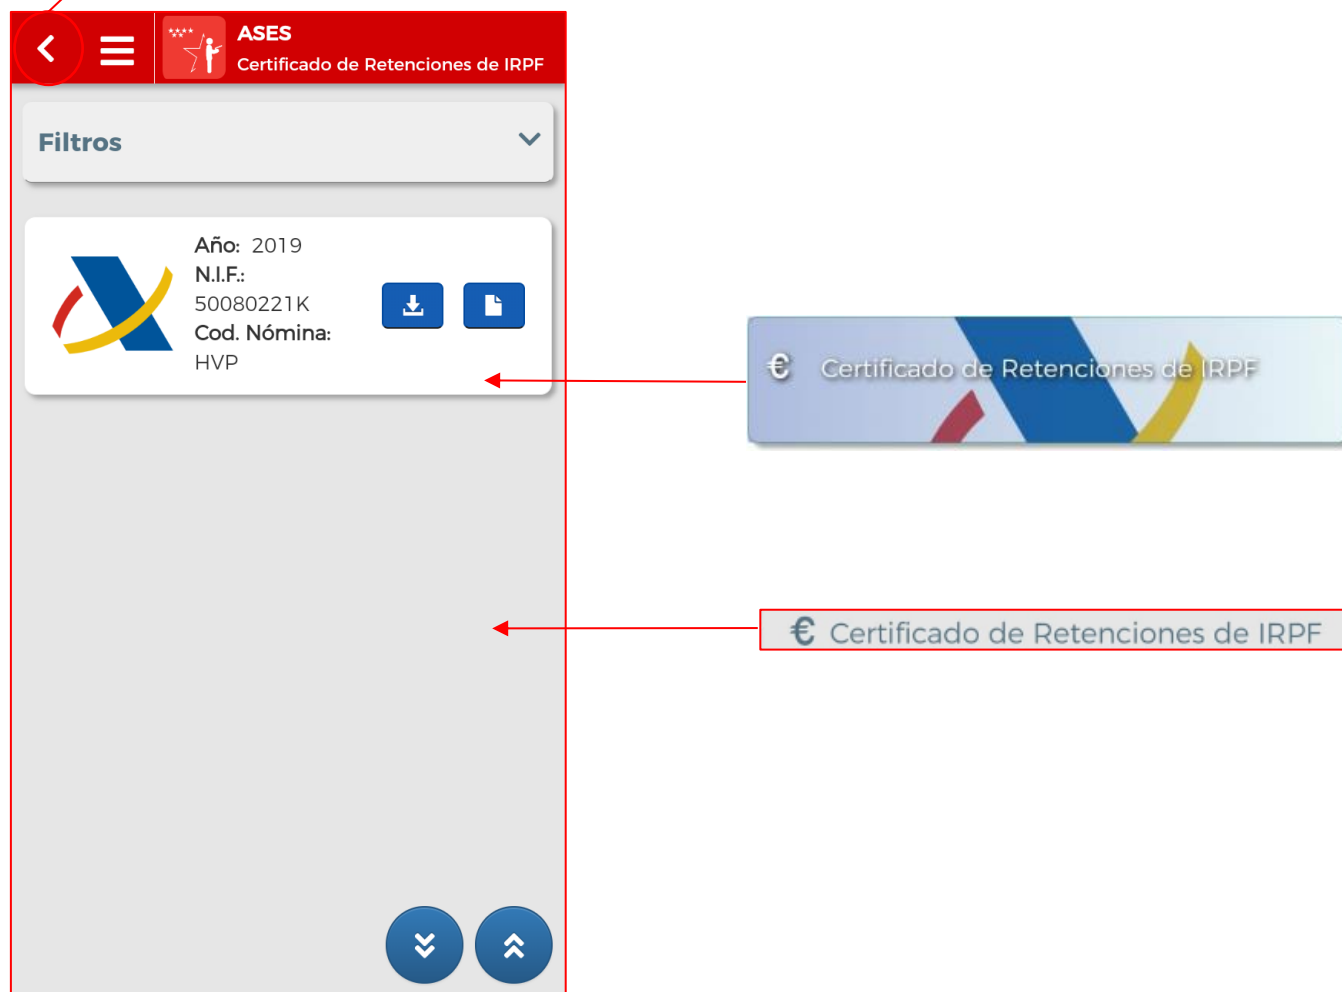 ASES
Certificado de Retenciones de IRPF
Filtros
Año: 2019
N.I.F.:
50080221K
Cod. Nómina:
HVP
€ Certificado de Retenciones de IRPF
€ Certificado de Retenciones de IRPF